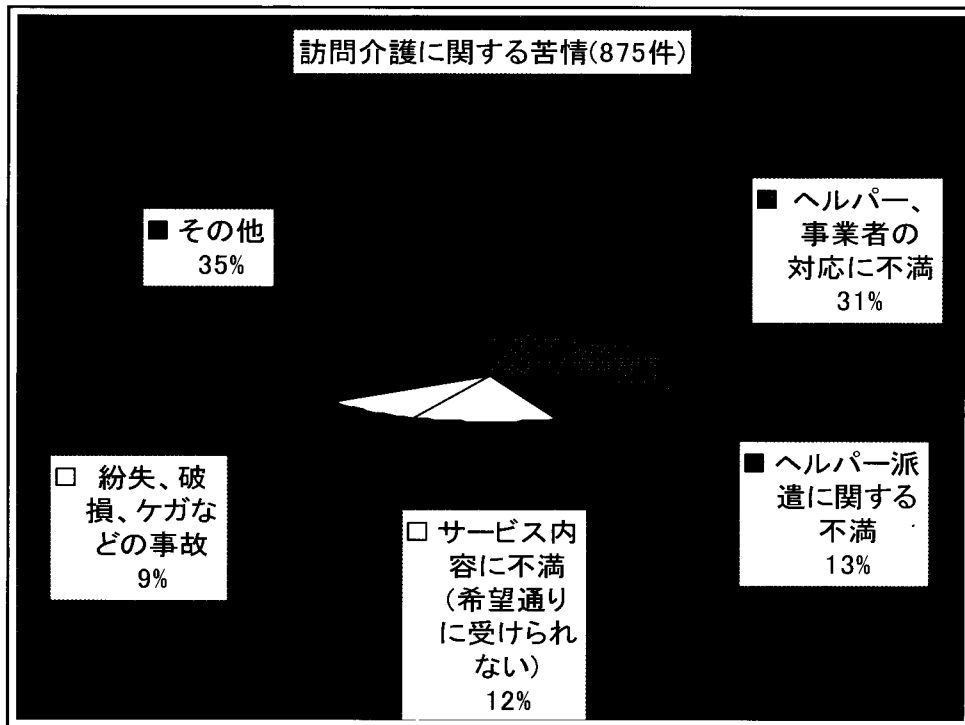 訪問介護に関する苦情(875件)
■ その他
35%
■ ヘルパー、
事業者の
対応に不満
31%
□ 紛失、破
損、ケガな
どの事故
9%
□ サービス内
容に不満
(希望通り
に受けられ
ない)
12%
■ ヘルパー派
遣に関する
不満
13%